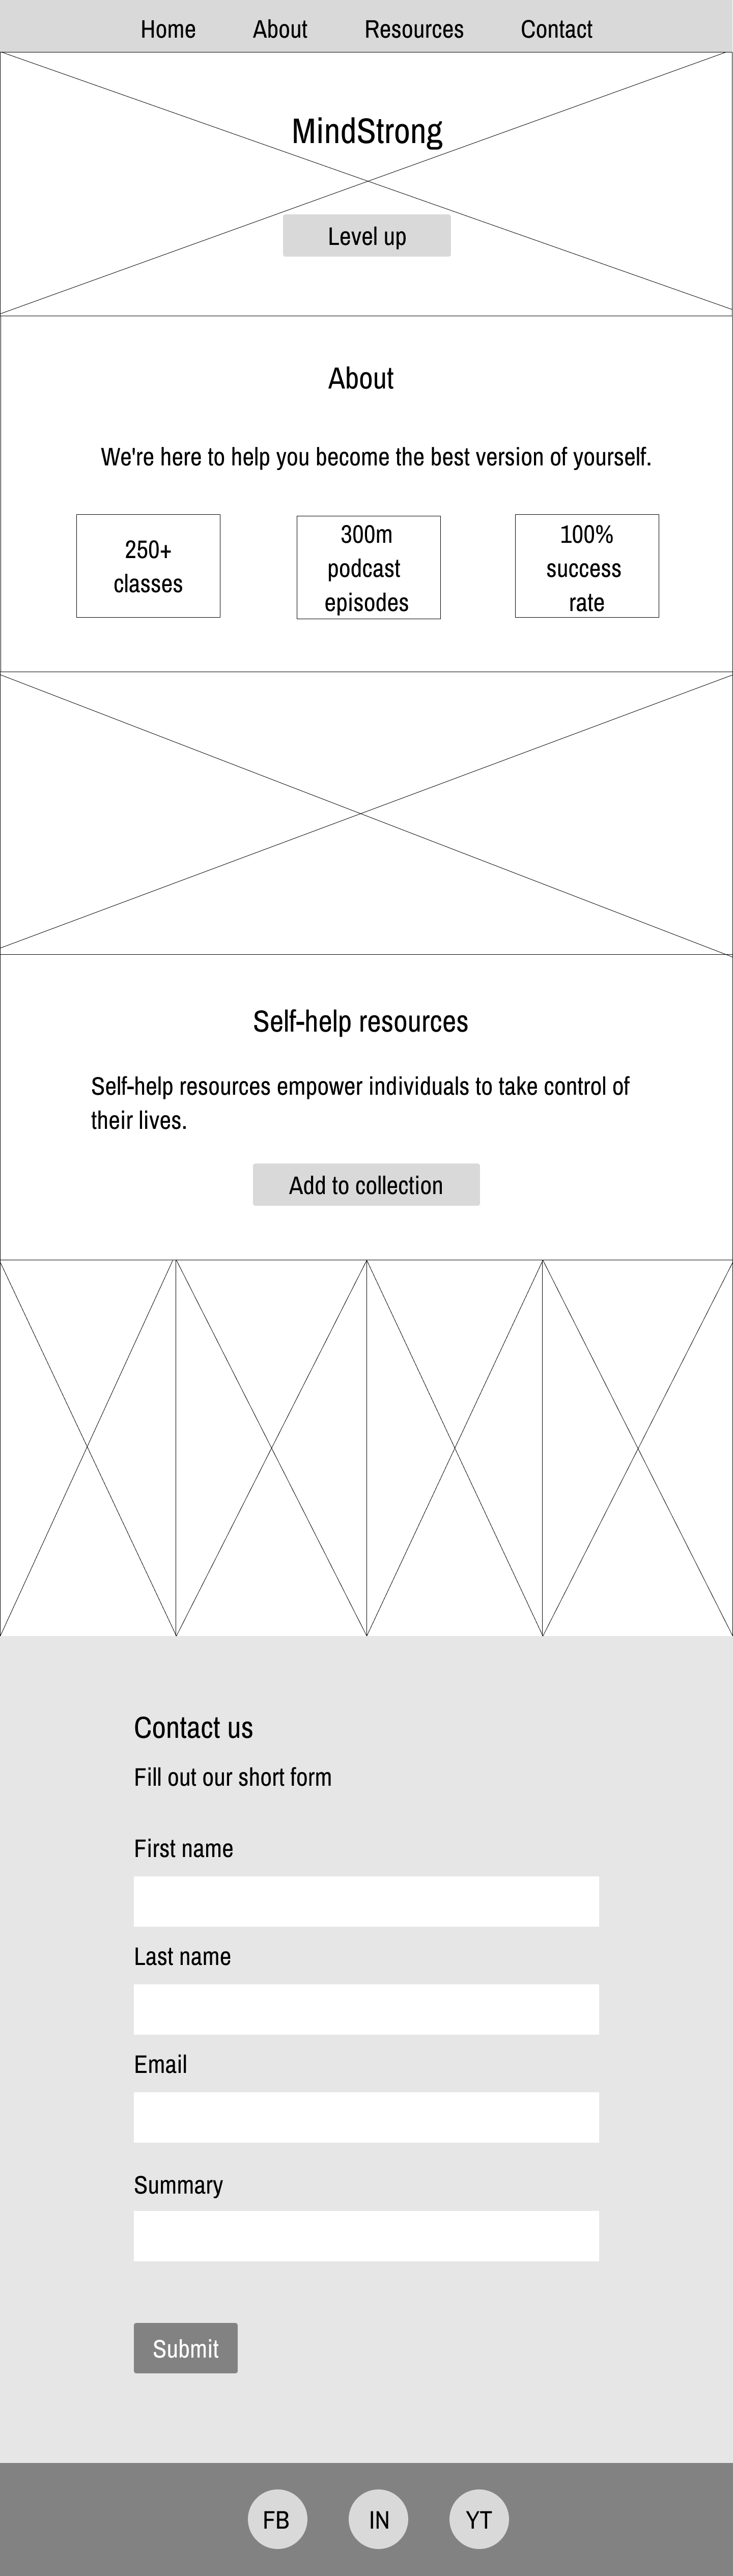 Home About Resources Contact
MindStrong
Level up
About
We're here to help you become the best version of yourself.
250+
classes
300m
podcast
episodes
100%
success
rate
Self-help resources
Self-help resources empower individuals to take control of
their lives.
Add to collection
Contact us
Fill out our short form
First name
Last name
Email
Summary
Submit
FB IN YT